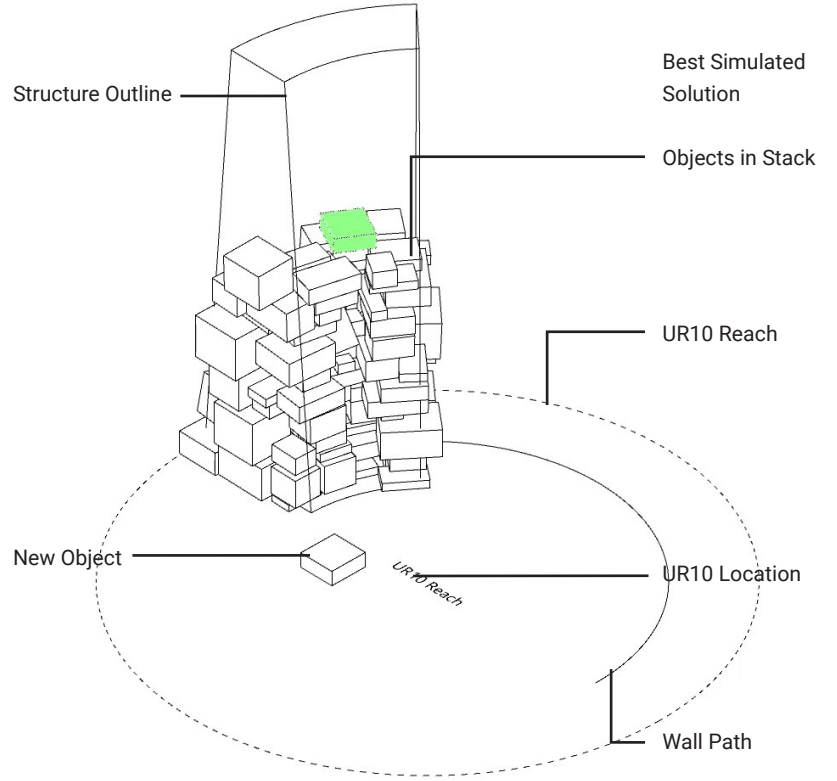 Best Simulated
Solution
Structure Outline
Objects in Stack
UR10 Reach
New Object
UR10 Reach
UR10 Location
Wall Path